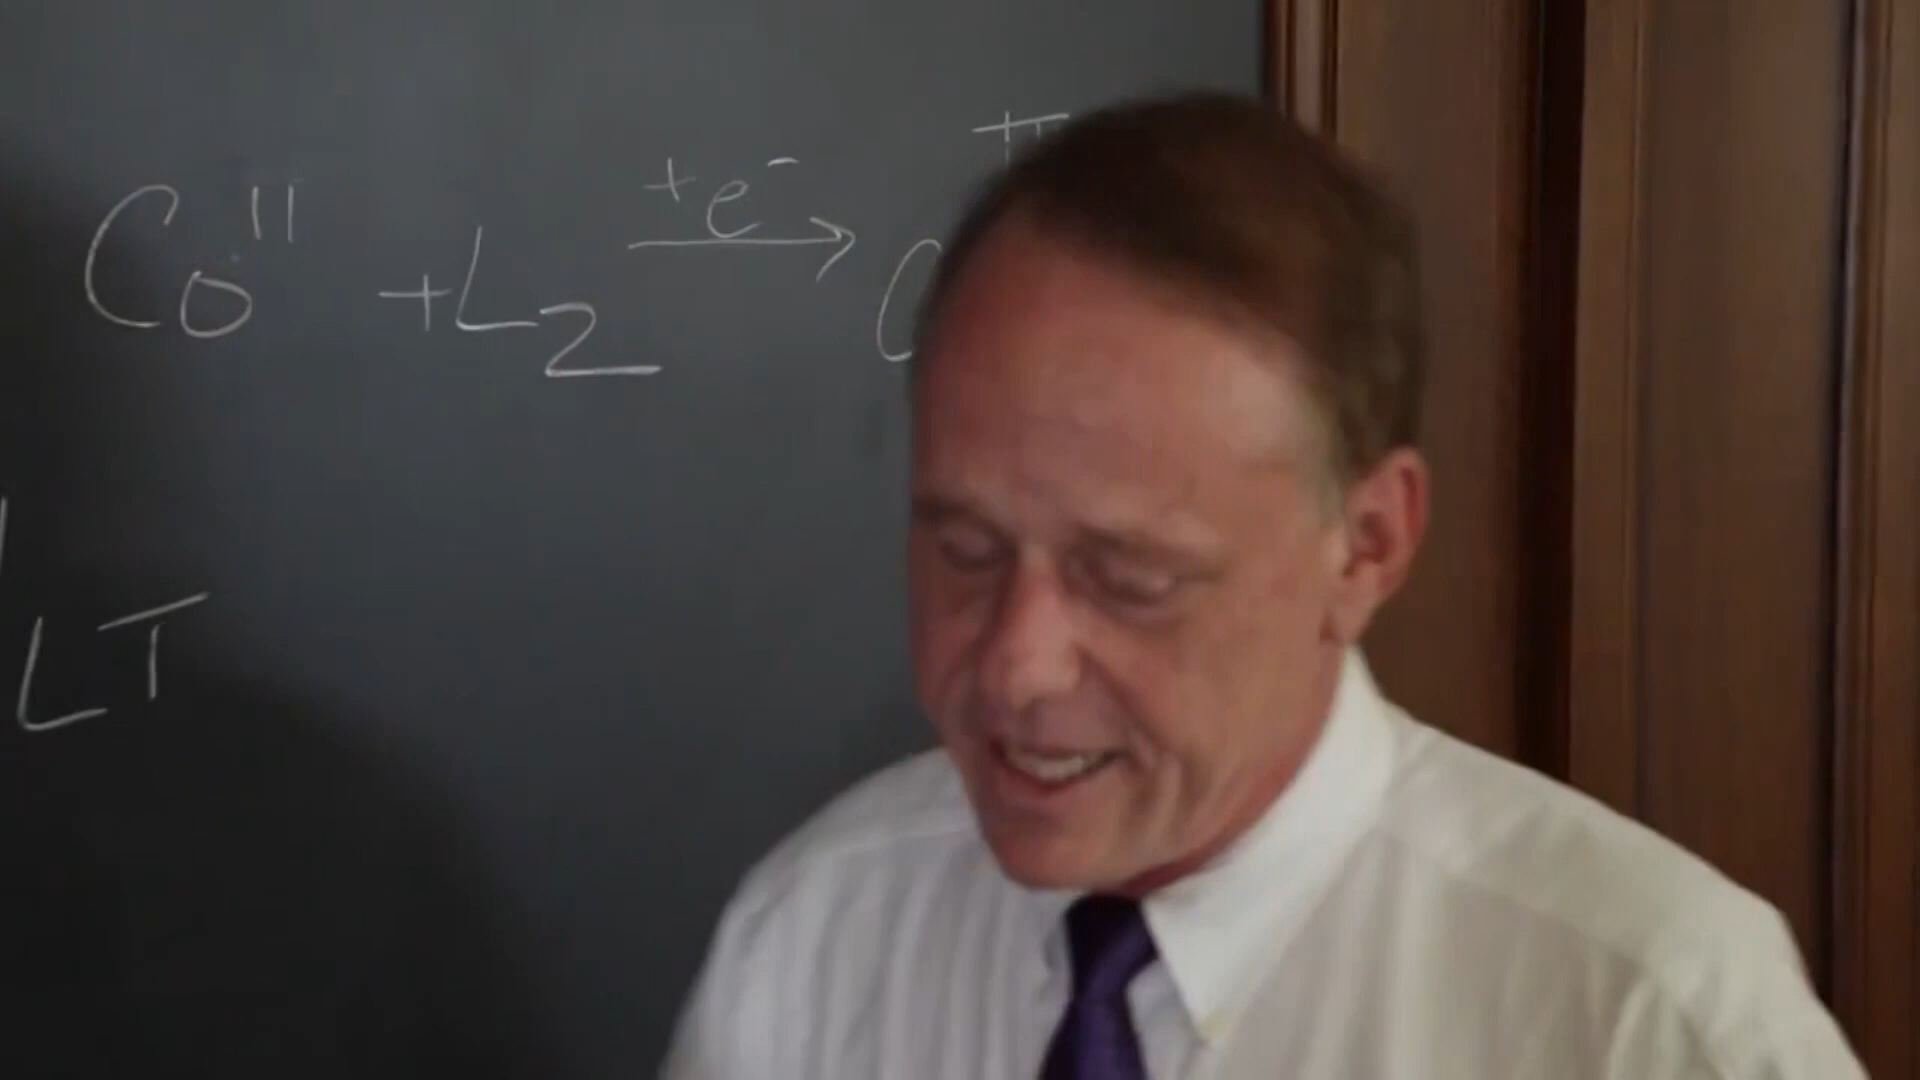 Co II + L2 +e- → C
LT